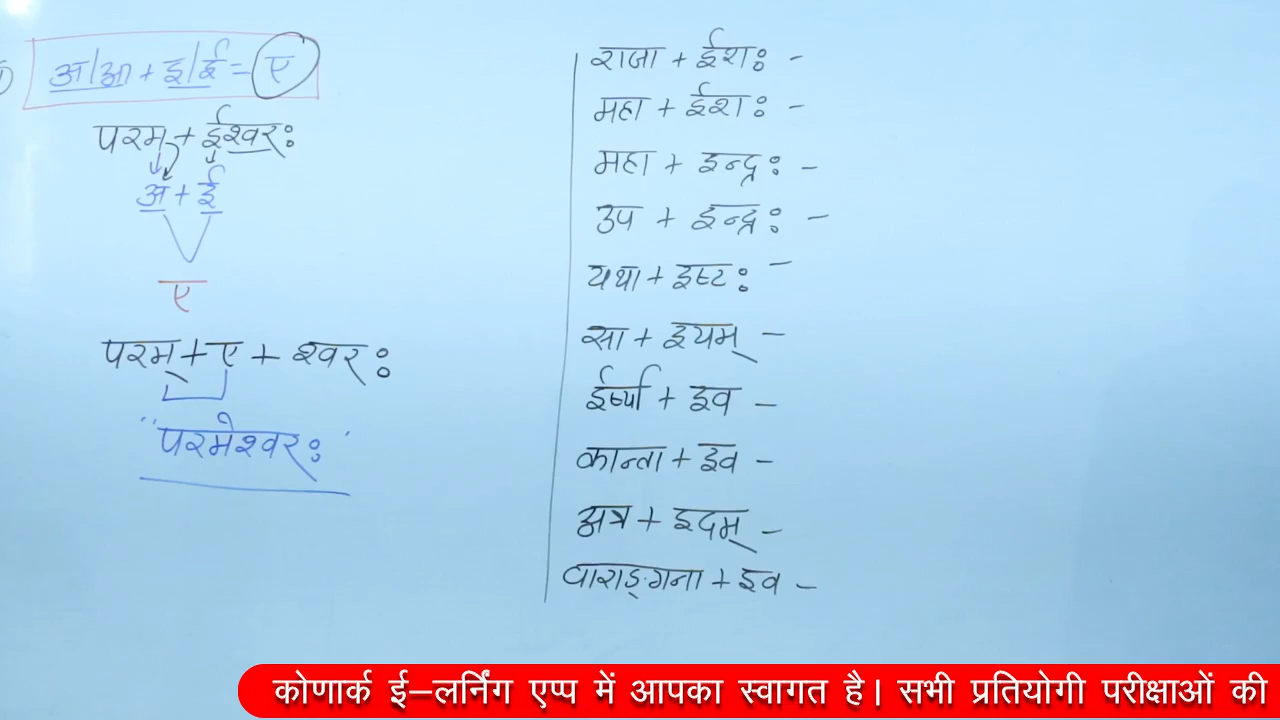 अ/आ + इ/ई = ए
परम + ईश्वरः
अ + ई
ए
परम् + ए + श्वरः
"परमेश्वरः"
राजा + ईशः -
महा + ईशः -
महा + इन्द्रः -
उप + इन्द्रः -
यथा + इष्टः -
सा + इयम् -
ईर्ष्या + इव -
कान्ता + इव -
अत्र + इदम् -
वाराङ्गना + इव -
कोणार्क ई–लर्निंग एप्प में आपका स्वागत है। सभी प्रतियोगी परीक्षाओं की